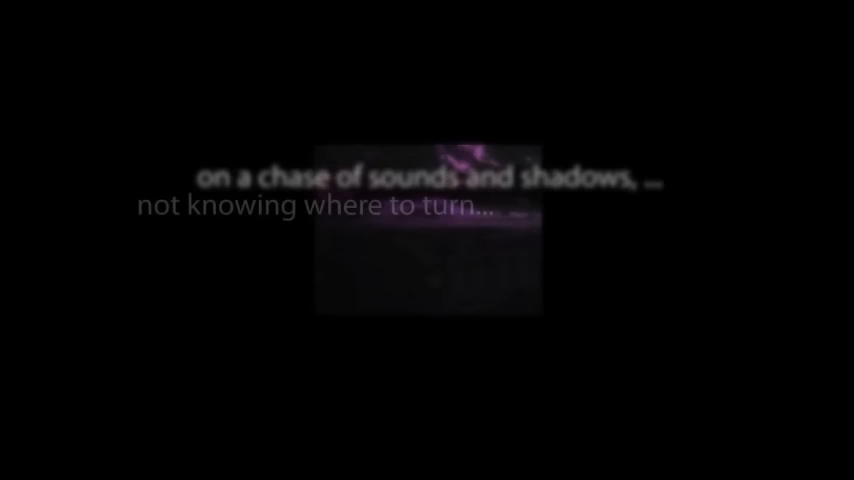 on a chase of sounds and shadows, ...
not knowing where to turn...